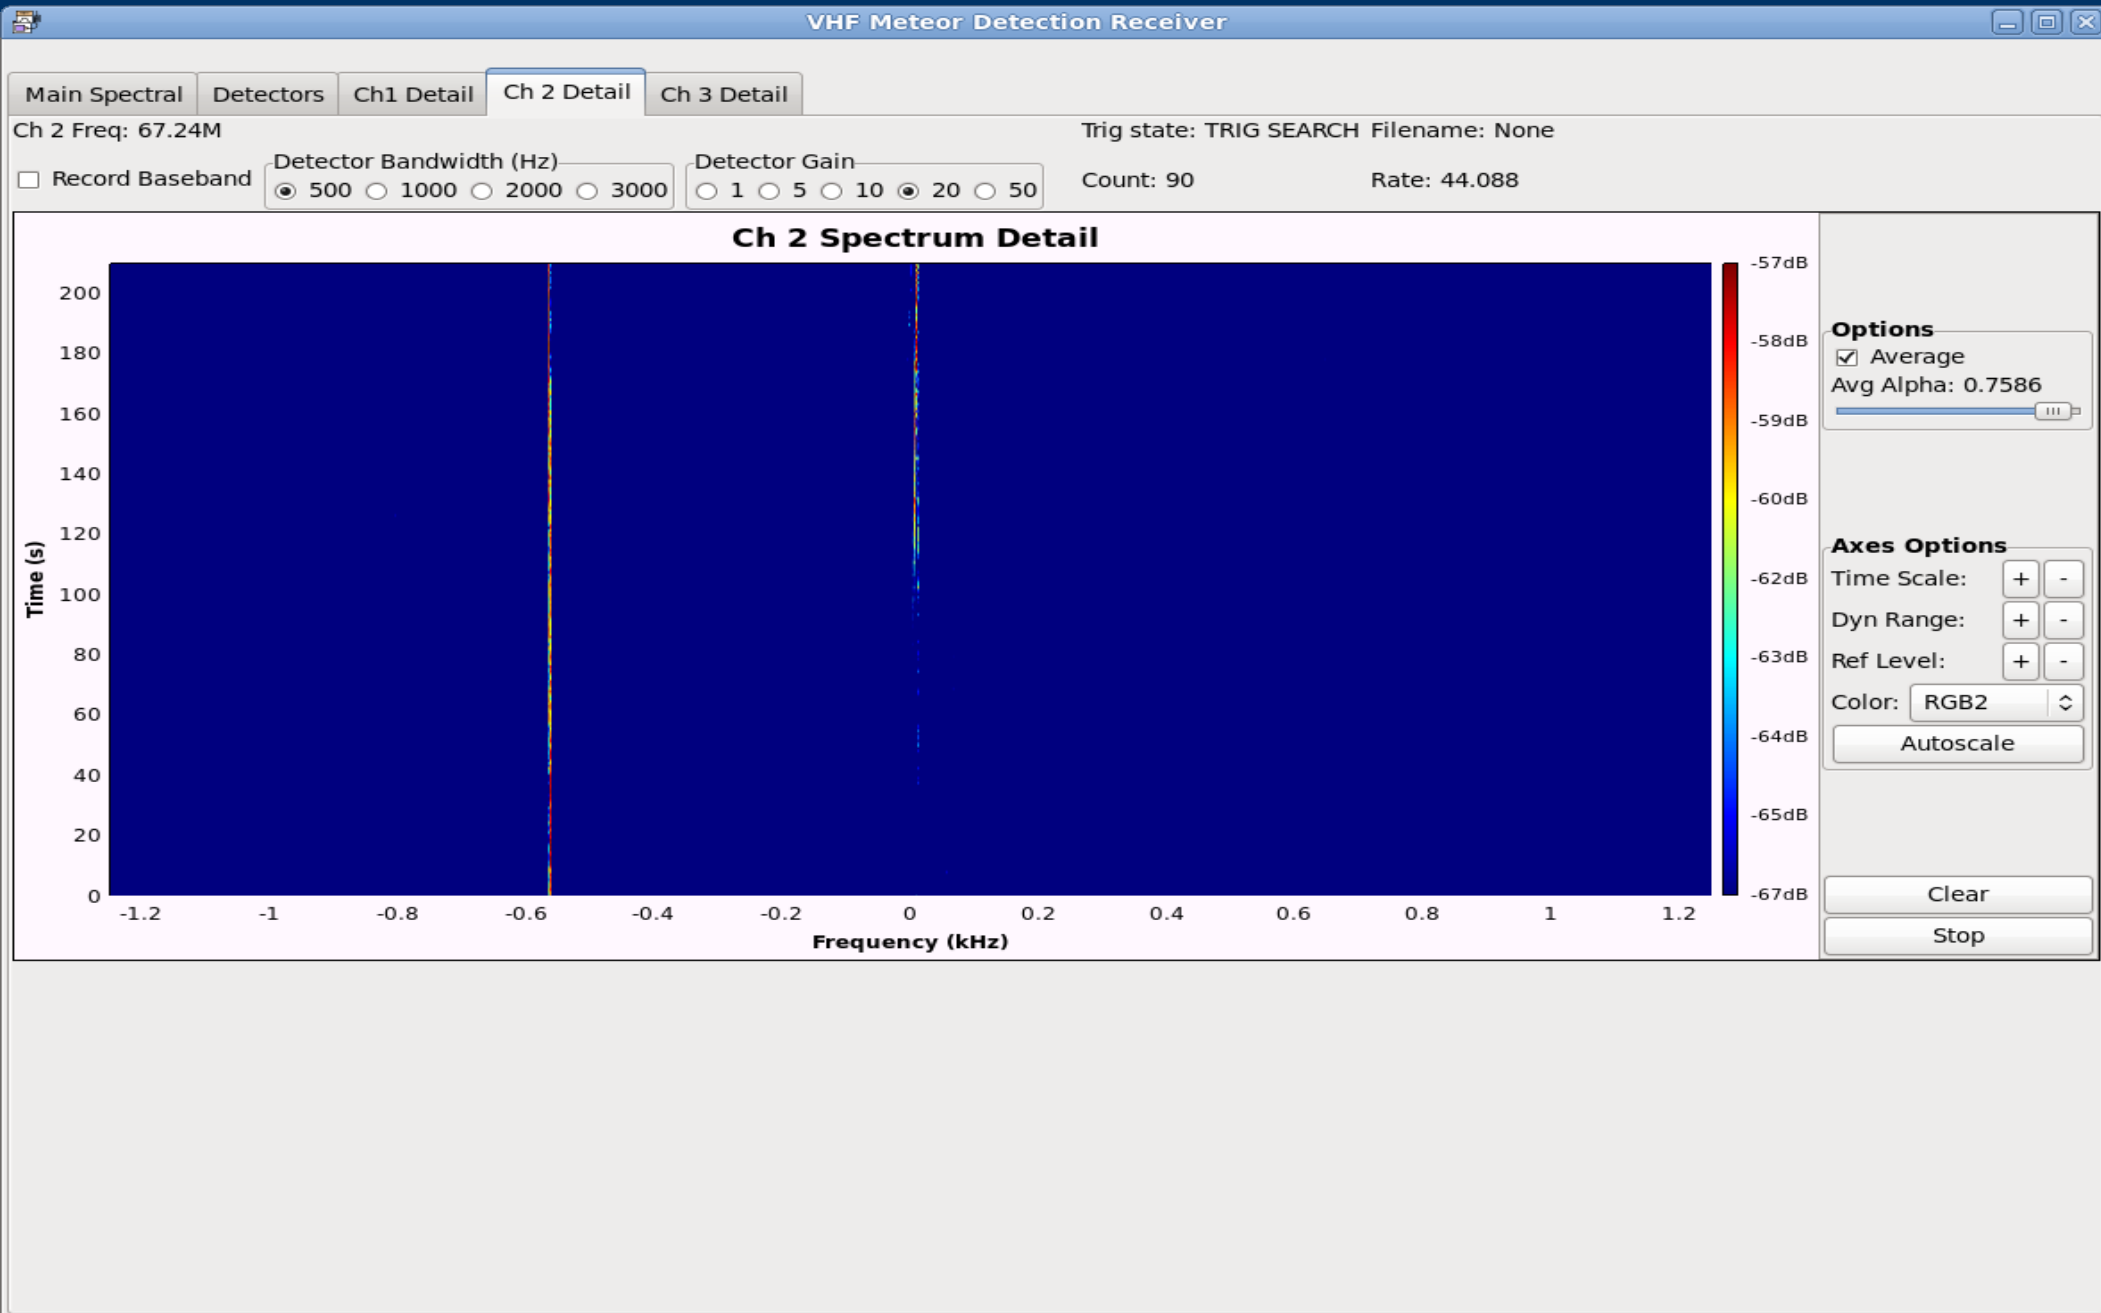 VHF Meteor Detection Receiver
Main Spectral Detectors Ch1 Detail Ch 2 Detail Ch 3 Detail
Ch 2 Freq: 67.24M Trig state: TRIG SEARCH Filename: None
Detector Bandwidth (Hz) Detector Gain
Record Baseband 500 1000 2000 3000 1 5 10 20 50 Count: 90 Rate: 44.088
Ch 2 Spectrum Detail
200
180
160
140
120
100
80
60
40
20
0
Time (s)
-1.2 -1 -0.8 -0.6 -0.4 -0.2 0 0.2 0.4 0.6 0.8 1 1.2
Frequency (kHz)
-57dB
-58dB
-59dB
-60dB
-62dB
-63dB
-64dB
-65dB
-67dB
Options
Average
Avg Alpha: 0.7586
Axes Options
Time Scale: + -
Dyn Range: + -
Ref Level: + -
Color: RGB2
Autoscale
Clear
Stop